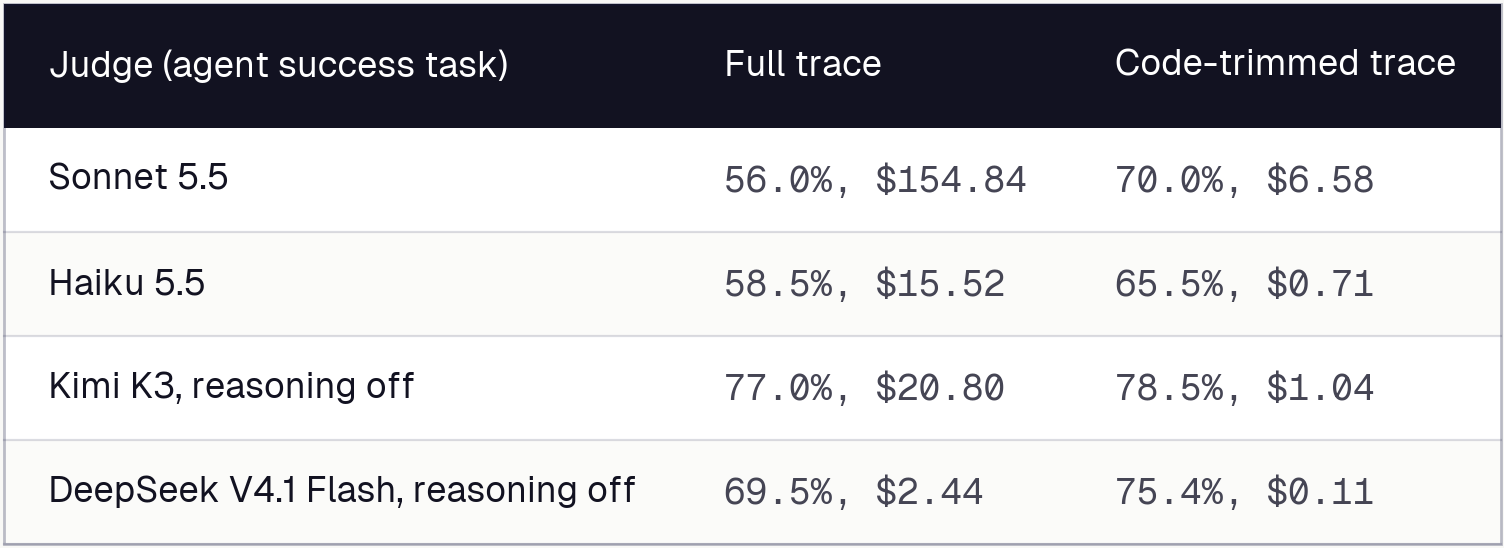 Judge (agent success task) Full trace Code-trimmed trace
Sonnet 5.5 56.0%, $154.84 70.0%, $6.58
Haiku 5.5 58.5%, $15.52 65.5%, $0.71
Kimi K3, reasoning off 77.0%, $20.80 78.5%, $1.04
DeepSeek V4.1 Flash, reasoning off 69.5%, $2.44 75.4%, $0.11